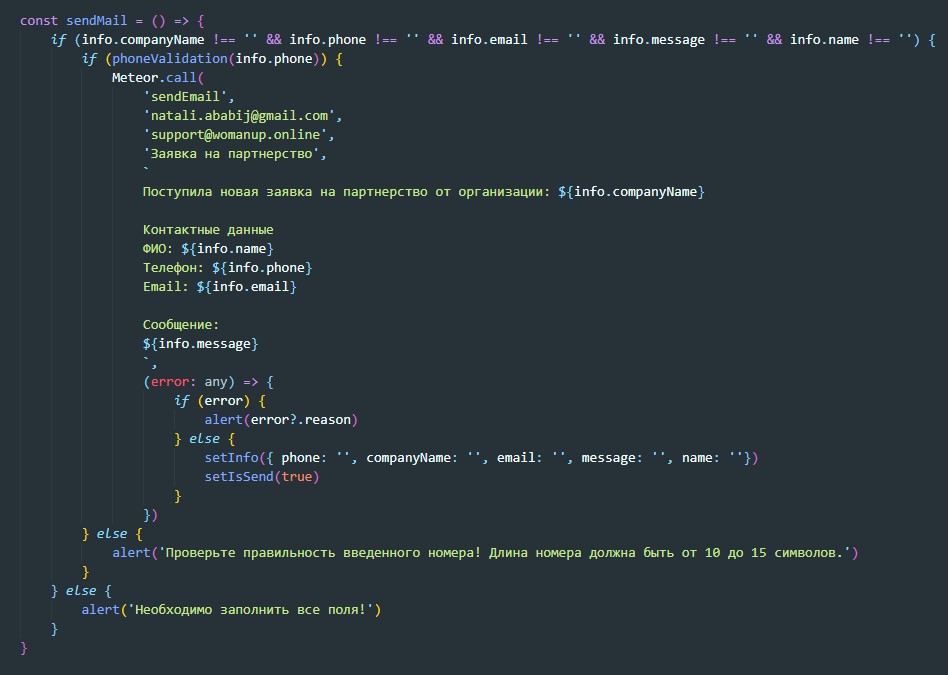 const sendMail = () => {
if (info.companyName !== '' && info.phone !== '' && info.email !== '' && info.message !== '' && info.name !== '') {
if (phoneValidation(info.phone)) {
Meteor.call(
'sendEmail',
'natali.ababij@gmail.com',
'support@womanup.online',
'Заявка на партнерство',
`
Поступила новая заявка на партнерство от организации: ${info.companyName}
Контактные данные
ФИО: ${info.name}
Телефон: ${info.phone}
Email: ${info.email}
Сообщение:
${info.message}
`,
(error: any) => {
if (error) {
alert(error?.reason)
} else {
setInfo({ phone: '', companyName: '', email: '', message: '', name: ''})
setIsSend(true)
}
})
} else {
alert('Проверьте правильность введенного номера! Длина номера должна быть от 10 до 15 символов.')
}
} else {
alert('Необходимо заполнить все поля!')
}
}